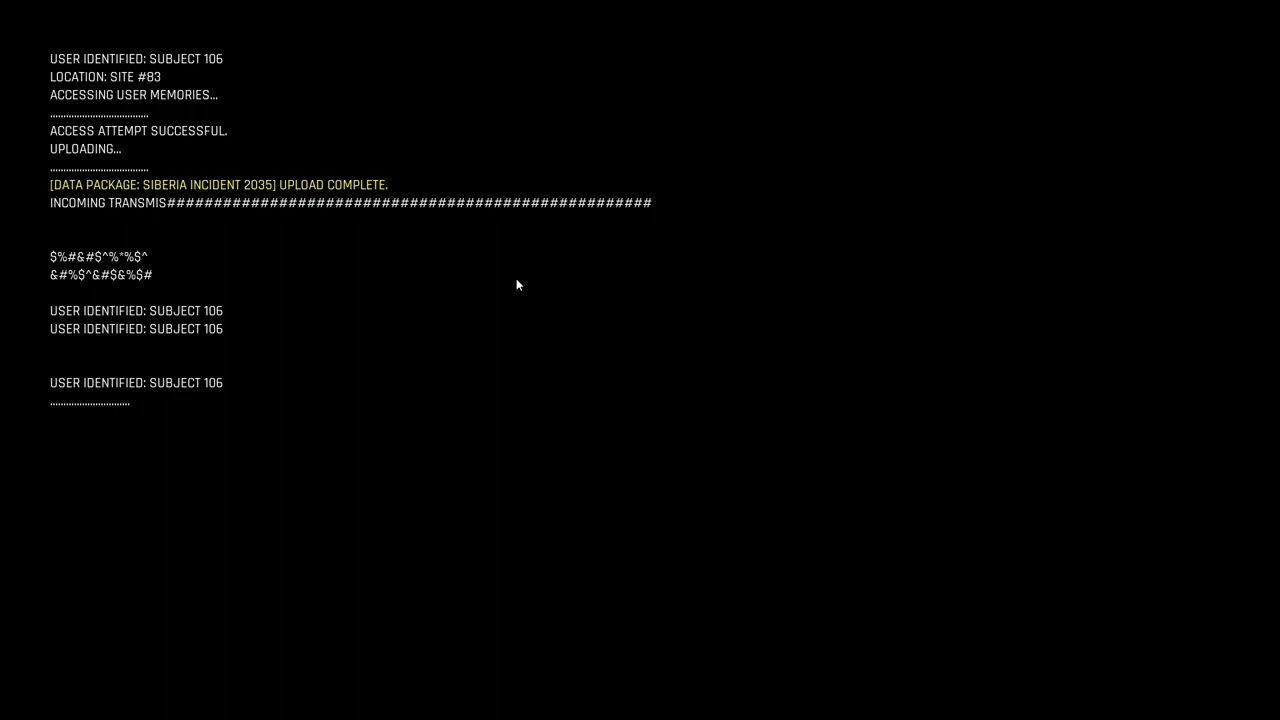 USER IDENTIFIED: SUBJECT 106
LOCATION: SITE #83
ACCESSING USER MEMORIES...
.....................................
ACCESS ATTEMPT SUCCESSFUL.
UPLOADING...
.....................................
[DATA PACKAGE: SIBERIA INCIDENT 2035] UPLOAD COMPLETE.
INCOMING TRANSMIS####################################################
$%#&#$^%*%$^
&#%$^&#$&%$#
USER IDENTIFIED: SUBJECT 106
USER IDENTIFIED: SUBJECT 106
USER IDENTIFIED: SUBJECT 106
..............................